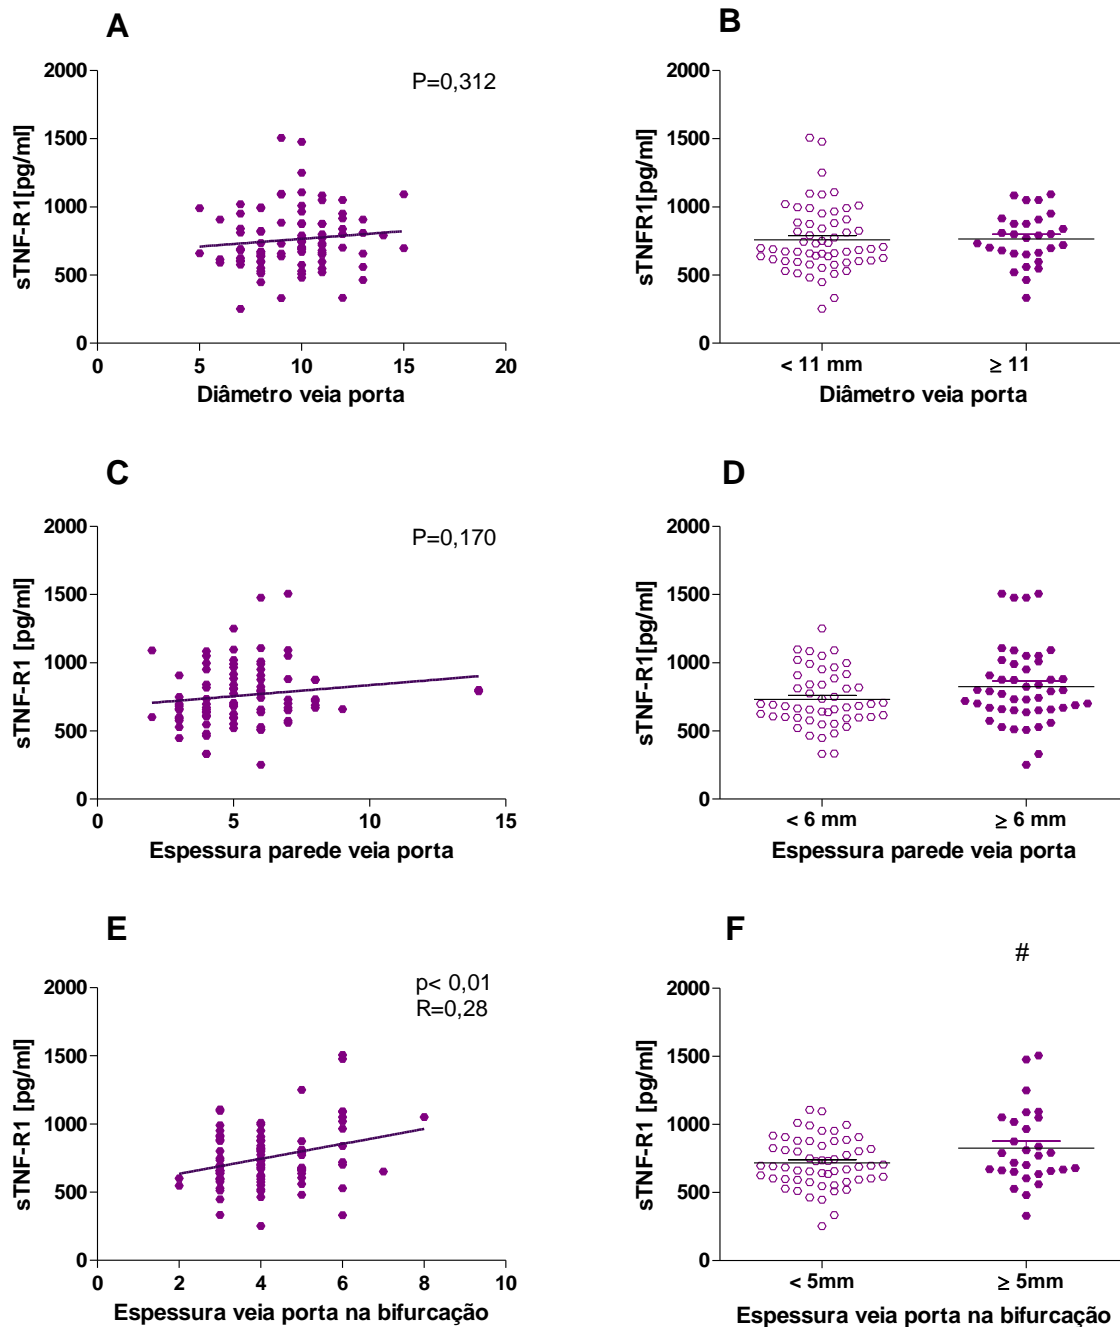 A
P=0,312
sTNF-R1[pg/ml]
2000
1500
1000
500
0
0 5 10 15 20
Diâmetro veia porta
B
sTNFR1[pg/ml]
2000
1500
1000
500
0
< 11 mm ≥ 11
Diâmetro veia porta
C
P=0,170
sTNF-R1 [pg/ml]
2000
1500
1000
500
0
0 5 10 15
Espessura parede veia porta
D
sTNF-R1[pg/ml]
2000
1500
1000
500
0
< 6 mm ≥ 6 mm
Espessura parede veia porta
E
p< 0,01
R=0,28
sTNF-R1 [pg/ml]
2000
1500
1000
500
0
0 2 4 6 8 10
Espessura veia porta na bifurcação
F
#
sTNF-R1 [pg/ml]
2000
1500
1000
500
0
< 5mm ≥ 5mm
Espessura veia porta na bifurcação